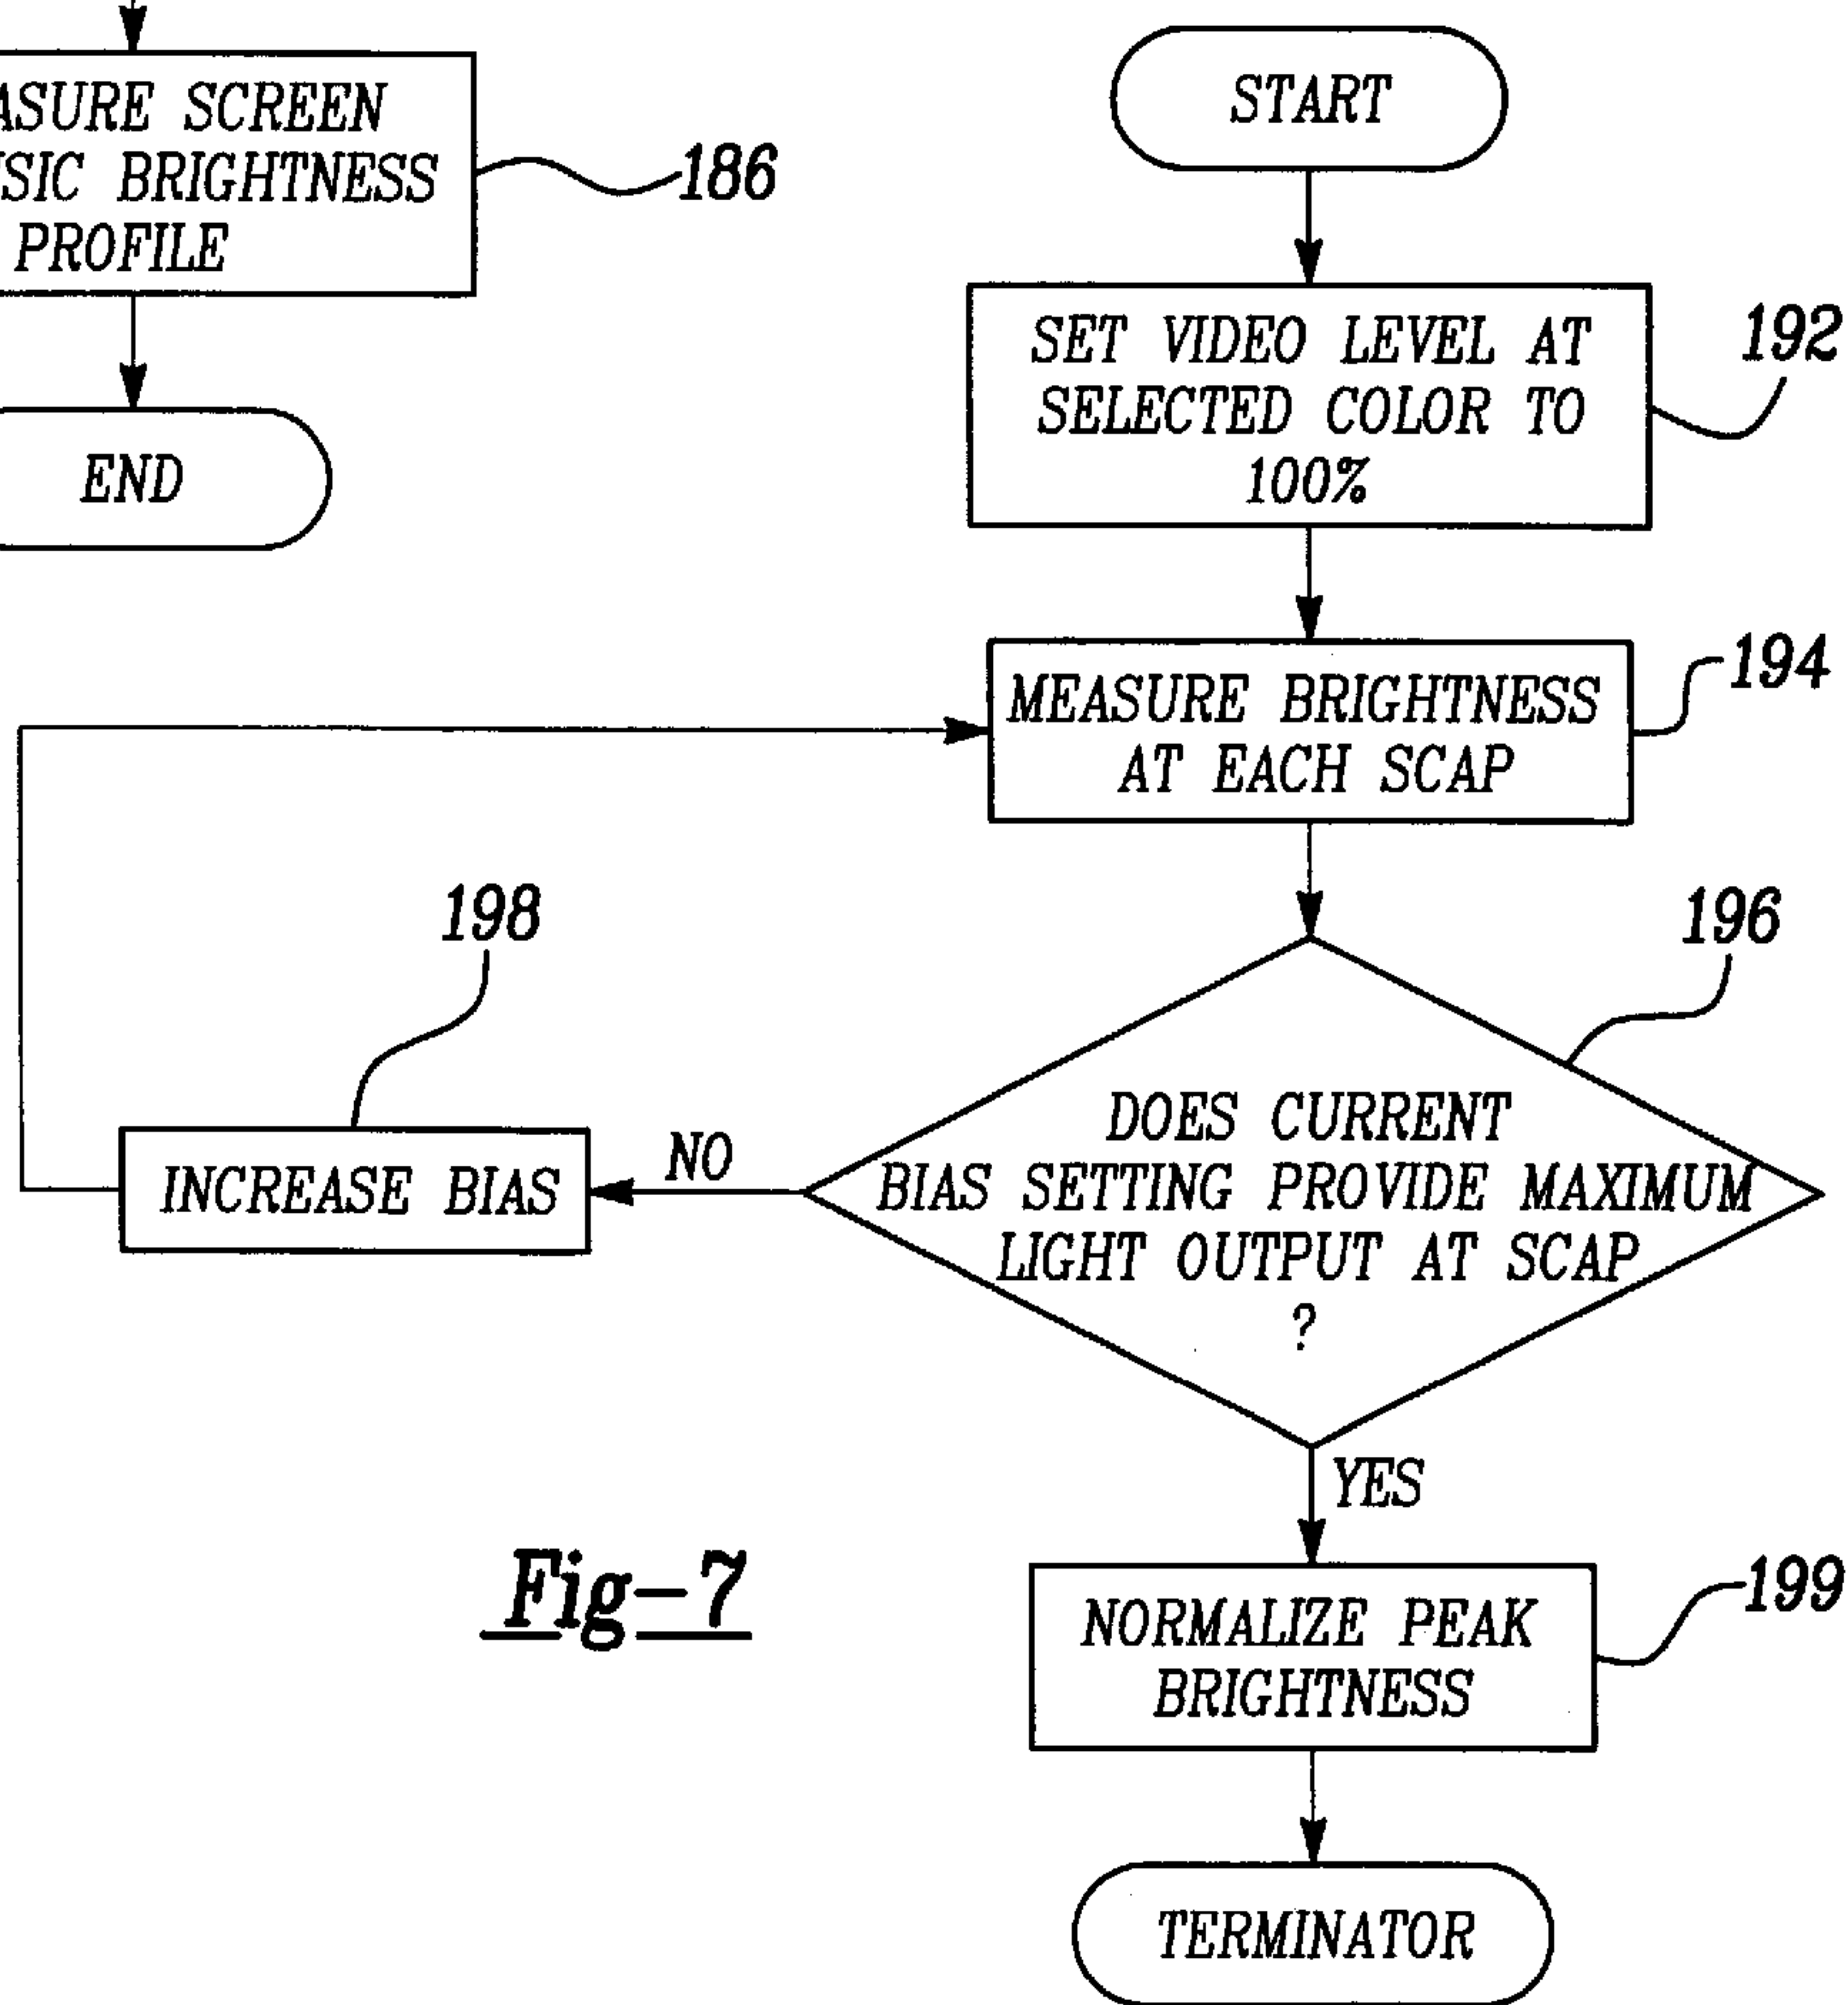 SCREEN
BRIGHTNESS
PROFILE
186
END
START
SET VIDEO LEVEL AT
SELECTED COLOR TO
100%
192
MEASURE BRIGHTNESS
AT EACH SCAP
194
198
196
INCREASE BIAS
NO
DOES CURRENT
BIAS SETTING PROVIDE MAXIMUM
LIGHT OUTPUT AT SCAP
?
YES
NORMALIZE PEAK
BRIGHTNESS
199
Fig-7
TERMINATOR